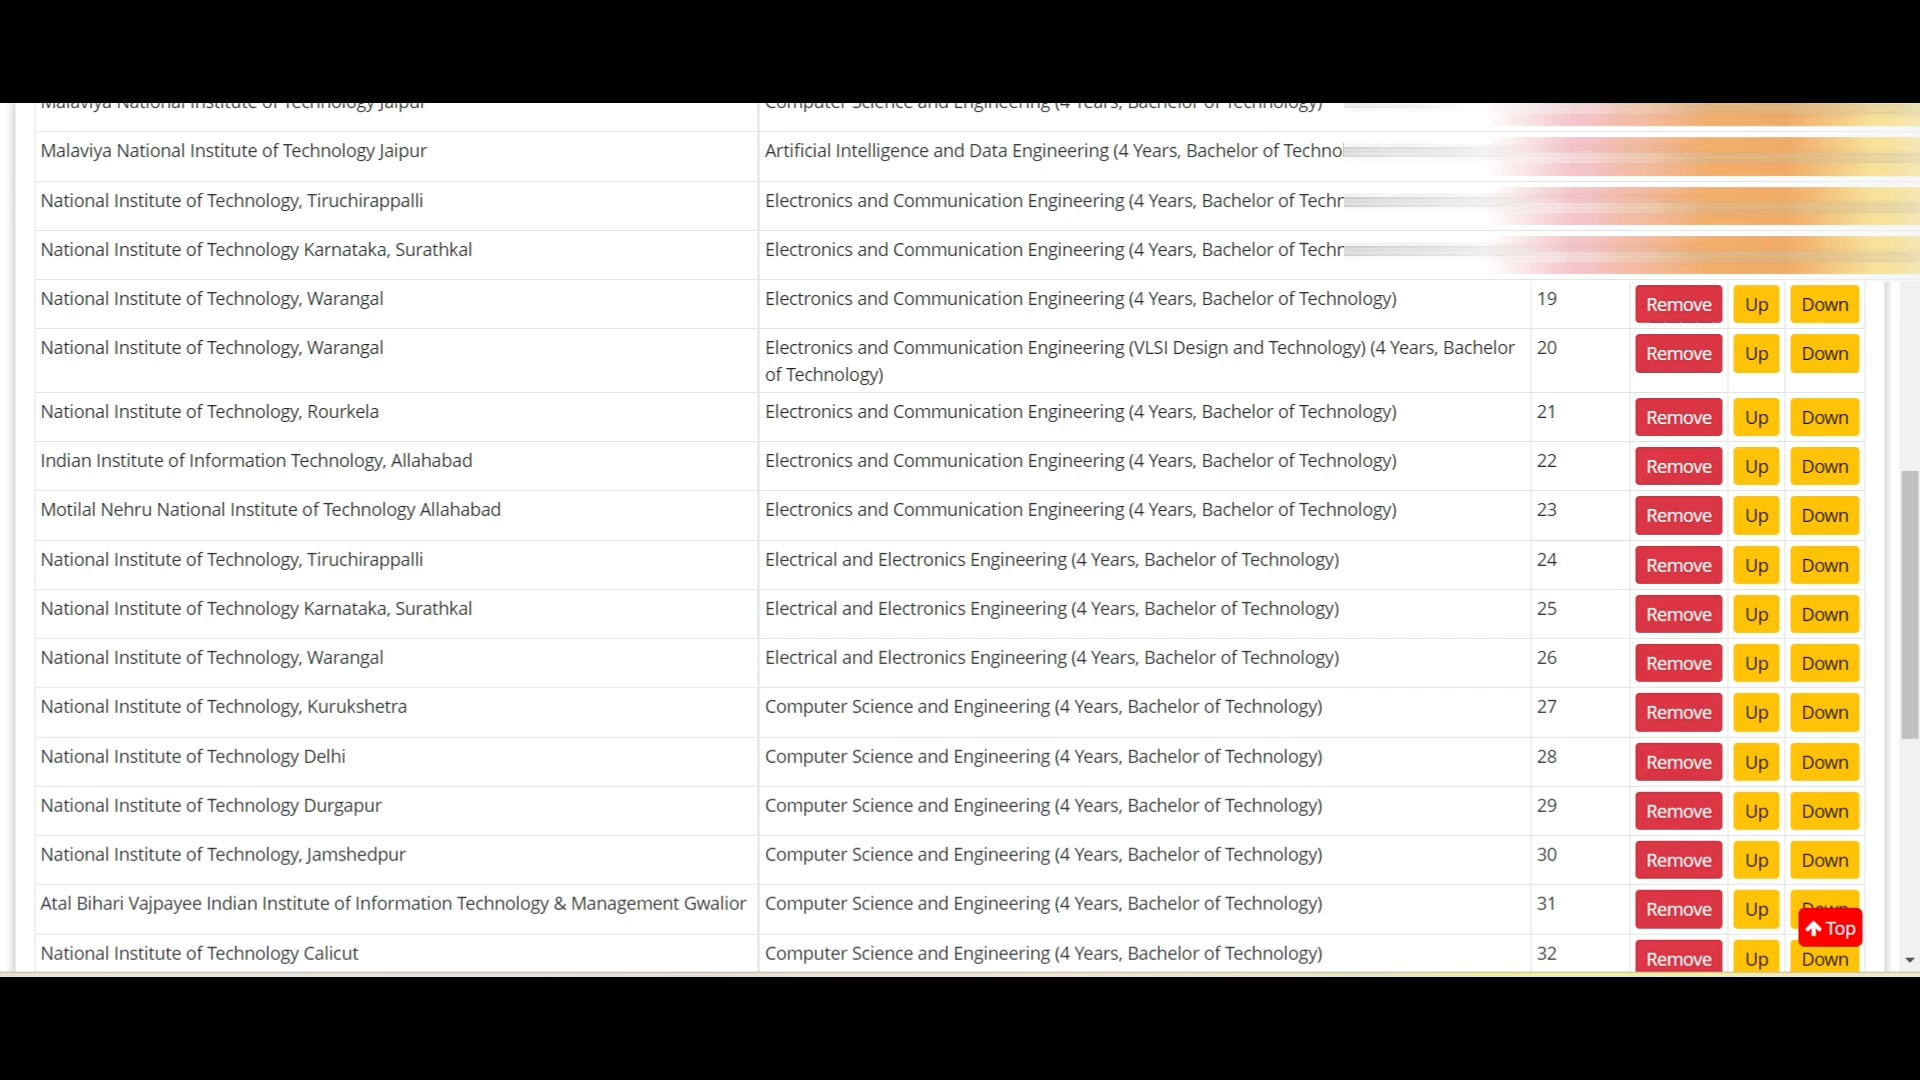 Malaviya National Institute of Technology Jaipur Computer Science and Engineering (4 Years, Bachelor of Technology)
Malaviya National Institute of Technology Jaipur Artificial Intelligence and Data Engineering (4 Years, Bachelor of Techno
National Institute of Technology, Tiruchirappalli Electronics and Communication Engineering (4 Years, Bachelor of Techn
National Institute of Technology Karnataka, Surathkal Electronics and Communication Engineering (4 Years, Bachelor of Techn
National Institute of Technology, Warangal Electronics and Communication Engineering (4 Years, Bachelor of Technology) 19 Remove Up Down
National Institute of Technology, Warangal Electronics and Communication Engineering (VLSI Design and Technology) (4 Years, Bachelor 20 Remove Up Down
of Technology)
National Institute of Technology, Rourkela Electronics and Communication Engineering (4 Years, Bachelor of Technology) 21 Remove Up Down
Indian Institute of Information Technology, Allahabad Electronics and Communication Engineering (4 Years, Bachelor of Technology) 22 Remove Up Down
Motilal Nehru National Institute of Technology Allahabad Electronics and Communication Engineering (4 Years, Bachelor of Technology) 23 Remove Up Down
National Institute of Technology, Tiruchirappalli Electrical and Electronics Engineering (4 Years, Bachelor of Technology) 24 Remove Up Down
National Institute of Technology Karnataka, Surathkal Electrical and Electronics Engineering (4 Years, Bachelor of Technology) 25 Remove Up Down
National Institute of Technology, Warangal Electrical and Electronics Engineering (4 Years, Bachelor of Technology) 26 Remove Up Down
National Institute of Technology, Kurukshetra Computer Science and Engineering (4 Years, Bachelor of Technology) 27 Remove Up Down
National Institute of Technology Delhi Computer Science and Engineering (4 Years, Bachelor of Technology) 28 Remove Up Down
National Institute of Technology Durgapur Computer Science and Engineering (4 Years, Bachelor of Technology) 29 Remove Up Down
National Institute of Technology, Jamshedpur Computer Science and Engineering (4 Years, Bachelor of Technology) 30 Remove Up Down
Atal Bihari Vajpayee Indian Institute of Information Technology & Management Gwalior Computer Science and Engineering (4 Years, Bachelor of Technology) 31 Remove Up Down
Top
National Institute of Technology Calicut Computer Science and Engineering (4 Years, Bachelor of Technology) 32 Remove Up Down